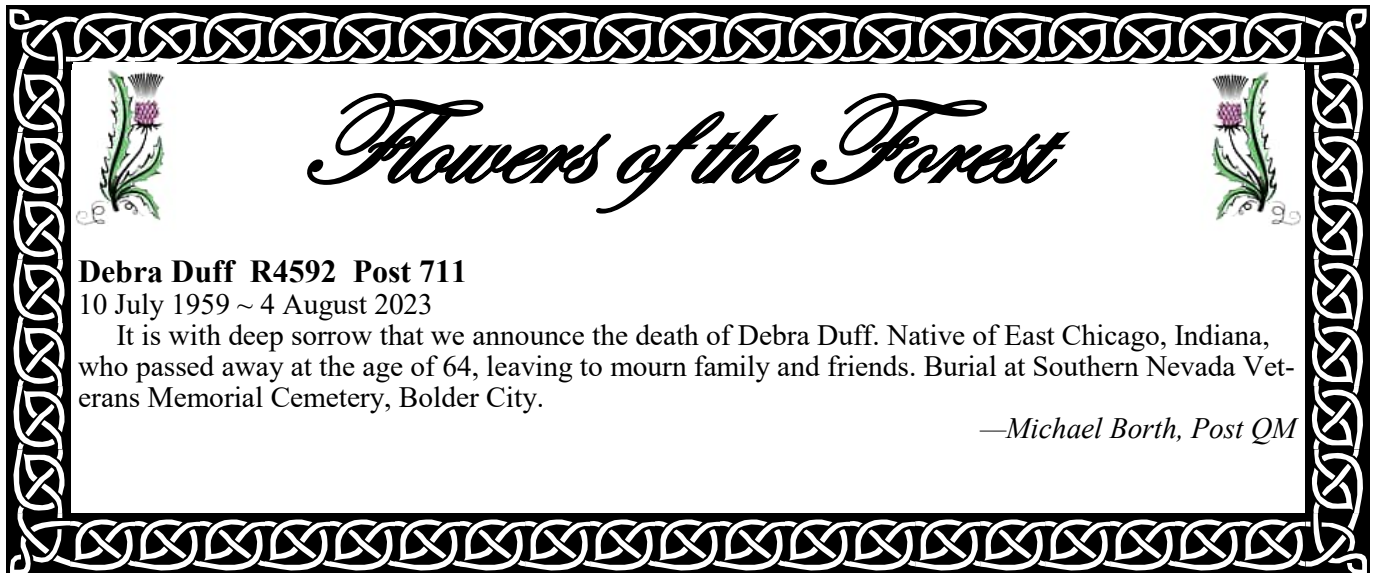 Flowers of the Forest
Debra Duff R4592 Post 711
10 July 1959 ~ 4 August 2023
It is with deep sorrow that we announce the death of Debra Duff. Native of East Chicago, Indiana,
who passed away at the age of 64, leaving to mourn family and friends. Burial at Southern Nevada Vet-
erans Memorial Cemetery, Bolder City.
—Michael Borth, Post QM